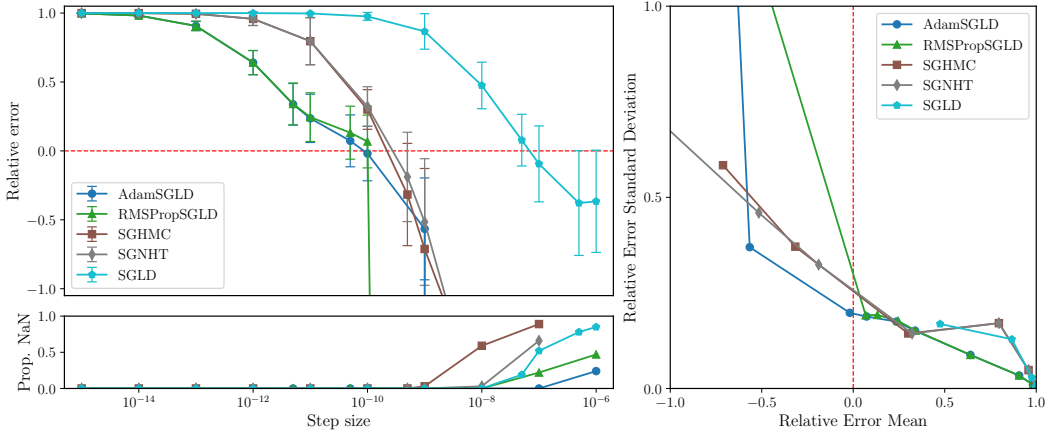 1.0
0.5
0.0
−0.5
−1.0
Relative error
AdamSGLD
RMSPropSGLD
SGHMC
SGNHT
SGLD
1.0
0.5
0.0
Prop. NaN
10⁻¹⁴
10⁻¹²
10⁻¹⁰
10⁻⁸
10⁻⁶
Step size
1.0
0.5
0.0
Relative Error Standard Deviation
AdamSGLD
RMSPropSGLD
SGHMC
SGNHT
SGLD
−1.0
−0.5
0.0
0.5
1.0
Relative Error Mean